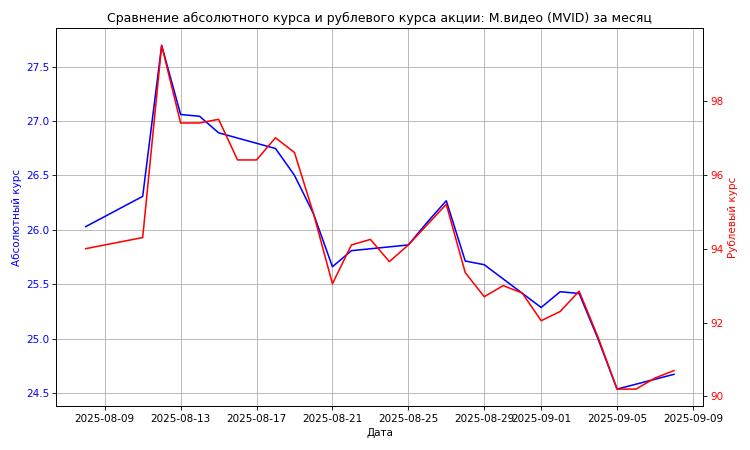 Сравнение абсолютного курса и рублевого курса акции: М.видео (MVID) за месяц
27.5
27.0
26.5
26.0
25.5
25.0
24.5
Абсолютный курс
98
96
94
92
90
Рублевый курс
2025-08-09 2025-08-13 2025-08-17 2025-08-21 2025-08-25 2025-08-29 2025-09-01 2025-09-05 2025-09-09
Дата